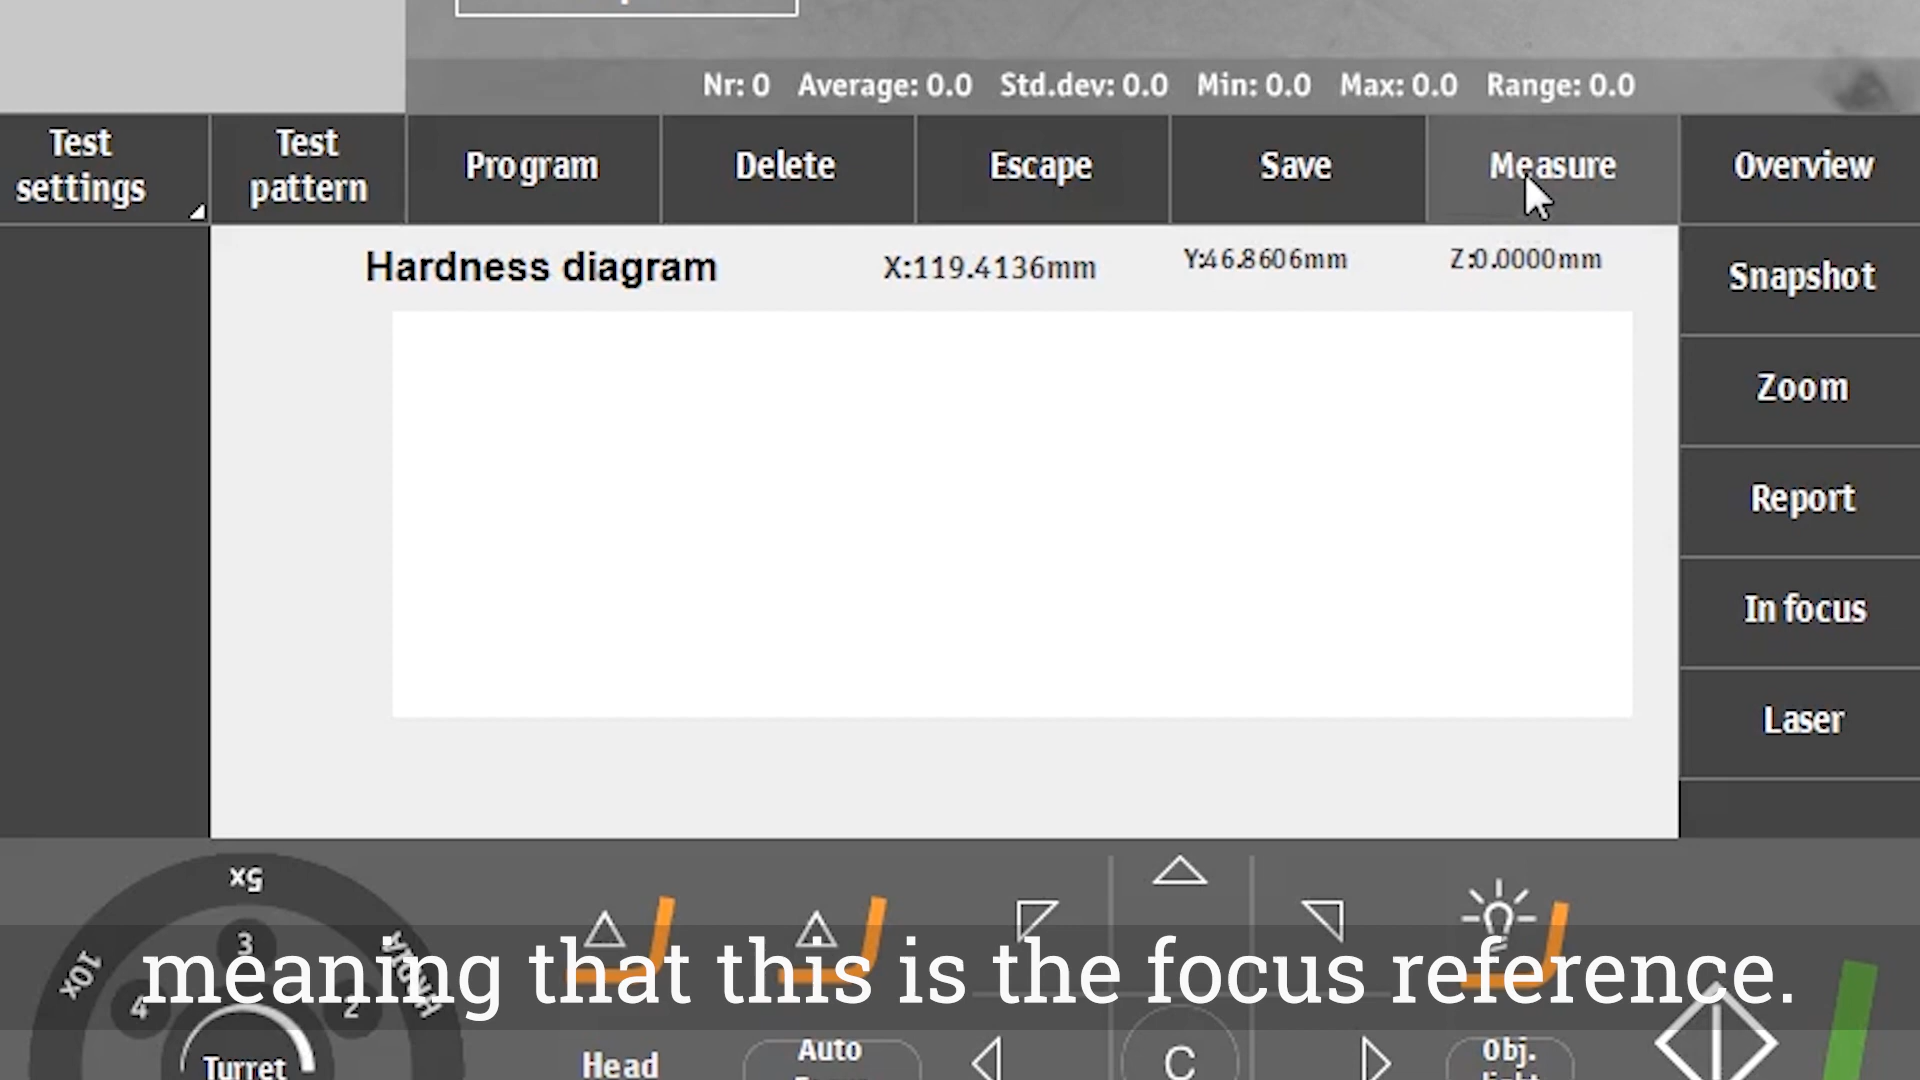 Nr: 0 Average: 0.0 Std.dev: 0.0 Min: 0.0 Max: 0.0 Range: 0.0
Test settings
Test pattern
Program
Delete
Escape
Save
Measure
Overview
Hardness diagram
X:119.4136mm
Y:46.8606mm
Z:0.0000mm
Snapshot
Zoom
Report
In focus
Laser
5x
10x
3
4
2
meaning that this is the focus reference.
Turret
Head
Auto
C
Obj.